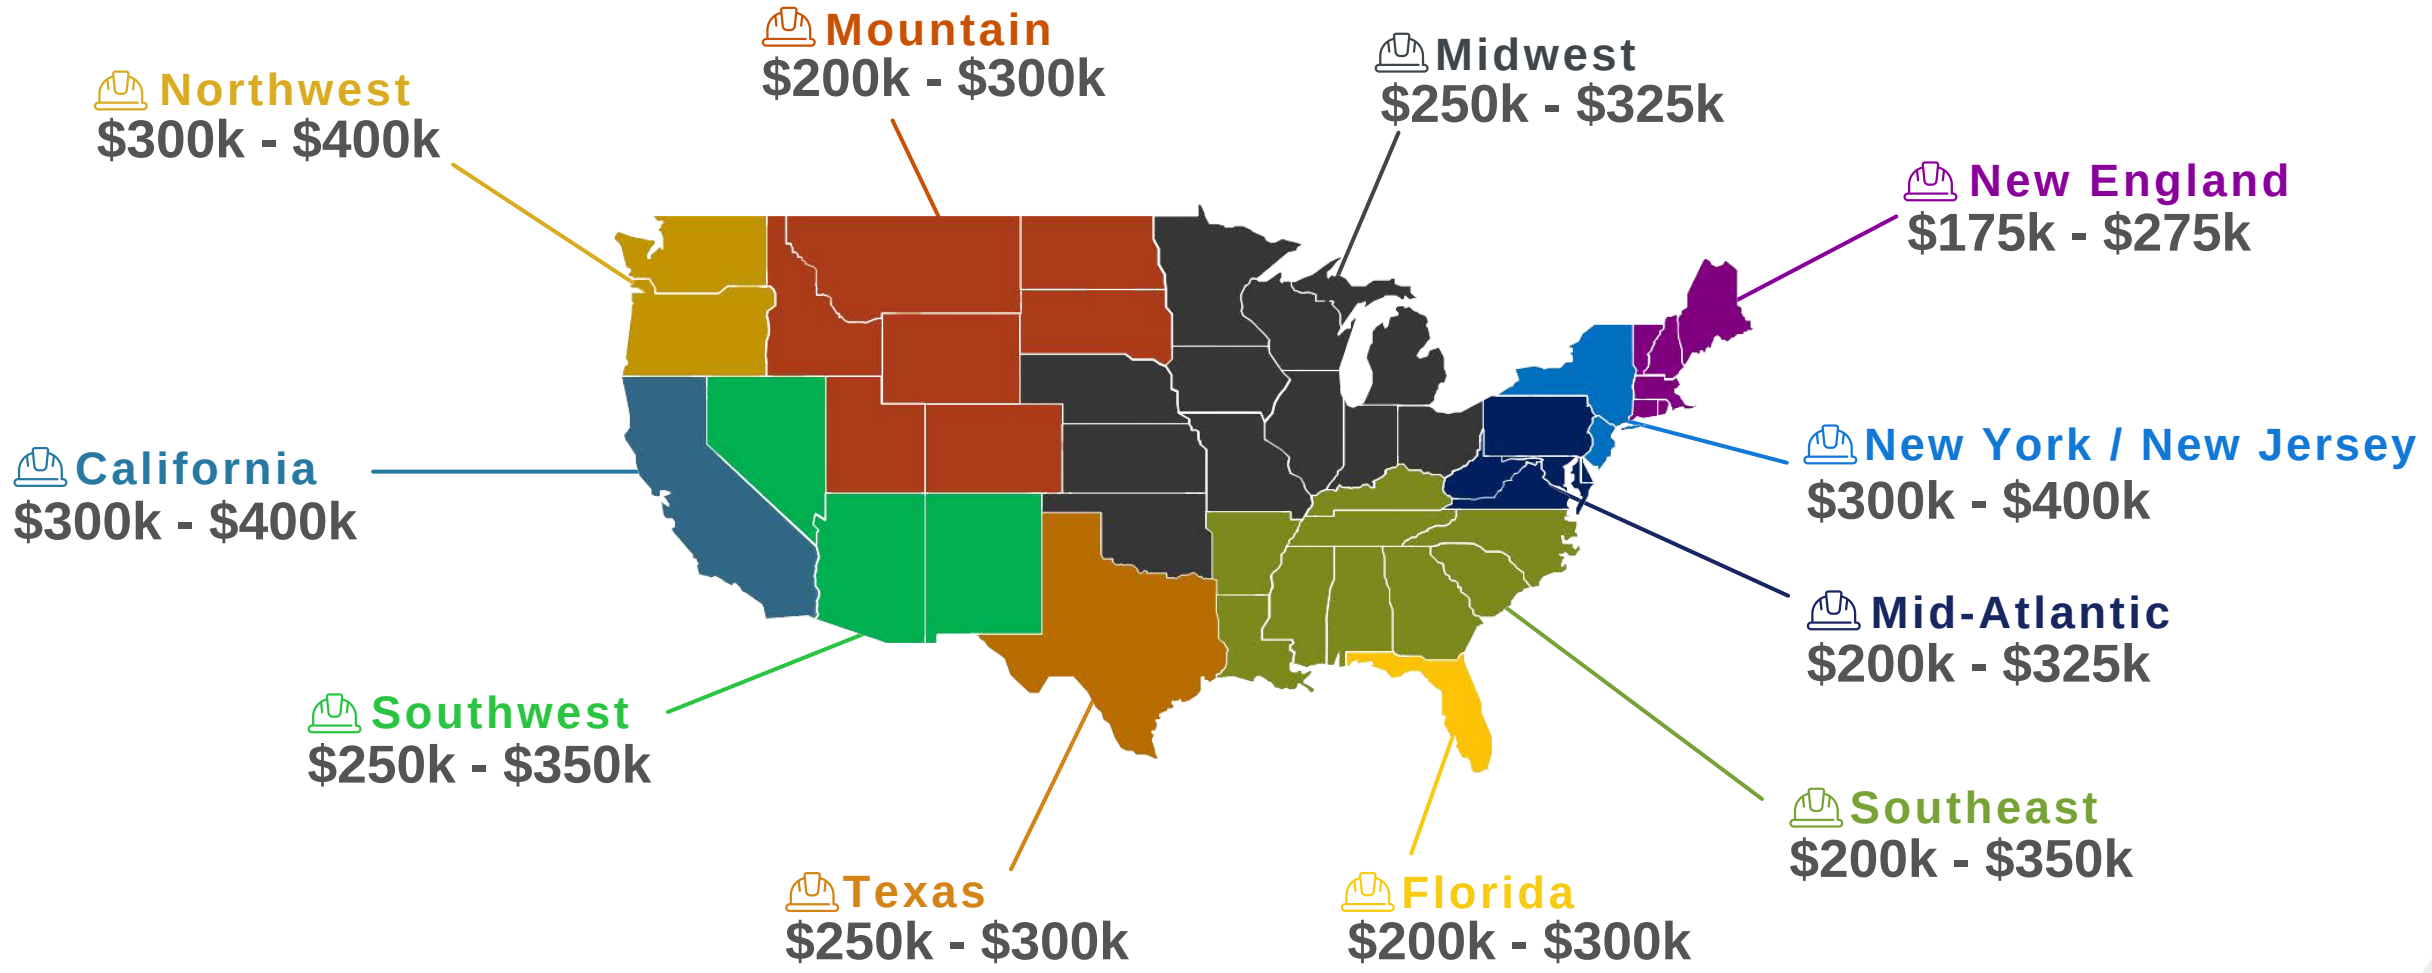 Mountain
$200k - $300k
Midwest
$250k - $325k
Northwest
$300k - $400k
New England
$175k - $275k
California
$300k - $400k
New York / New Jersey
$300k - $400k
Mid-Atlantic
$200k - $325k
Southwest
$250k - $350k
Southeast
$200k - $350k
Texas
$250k - $300k
Florida
$200k - $300k